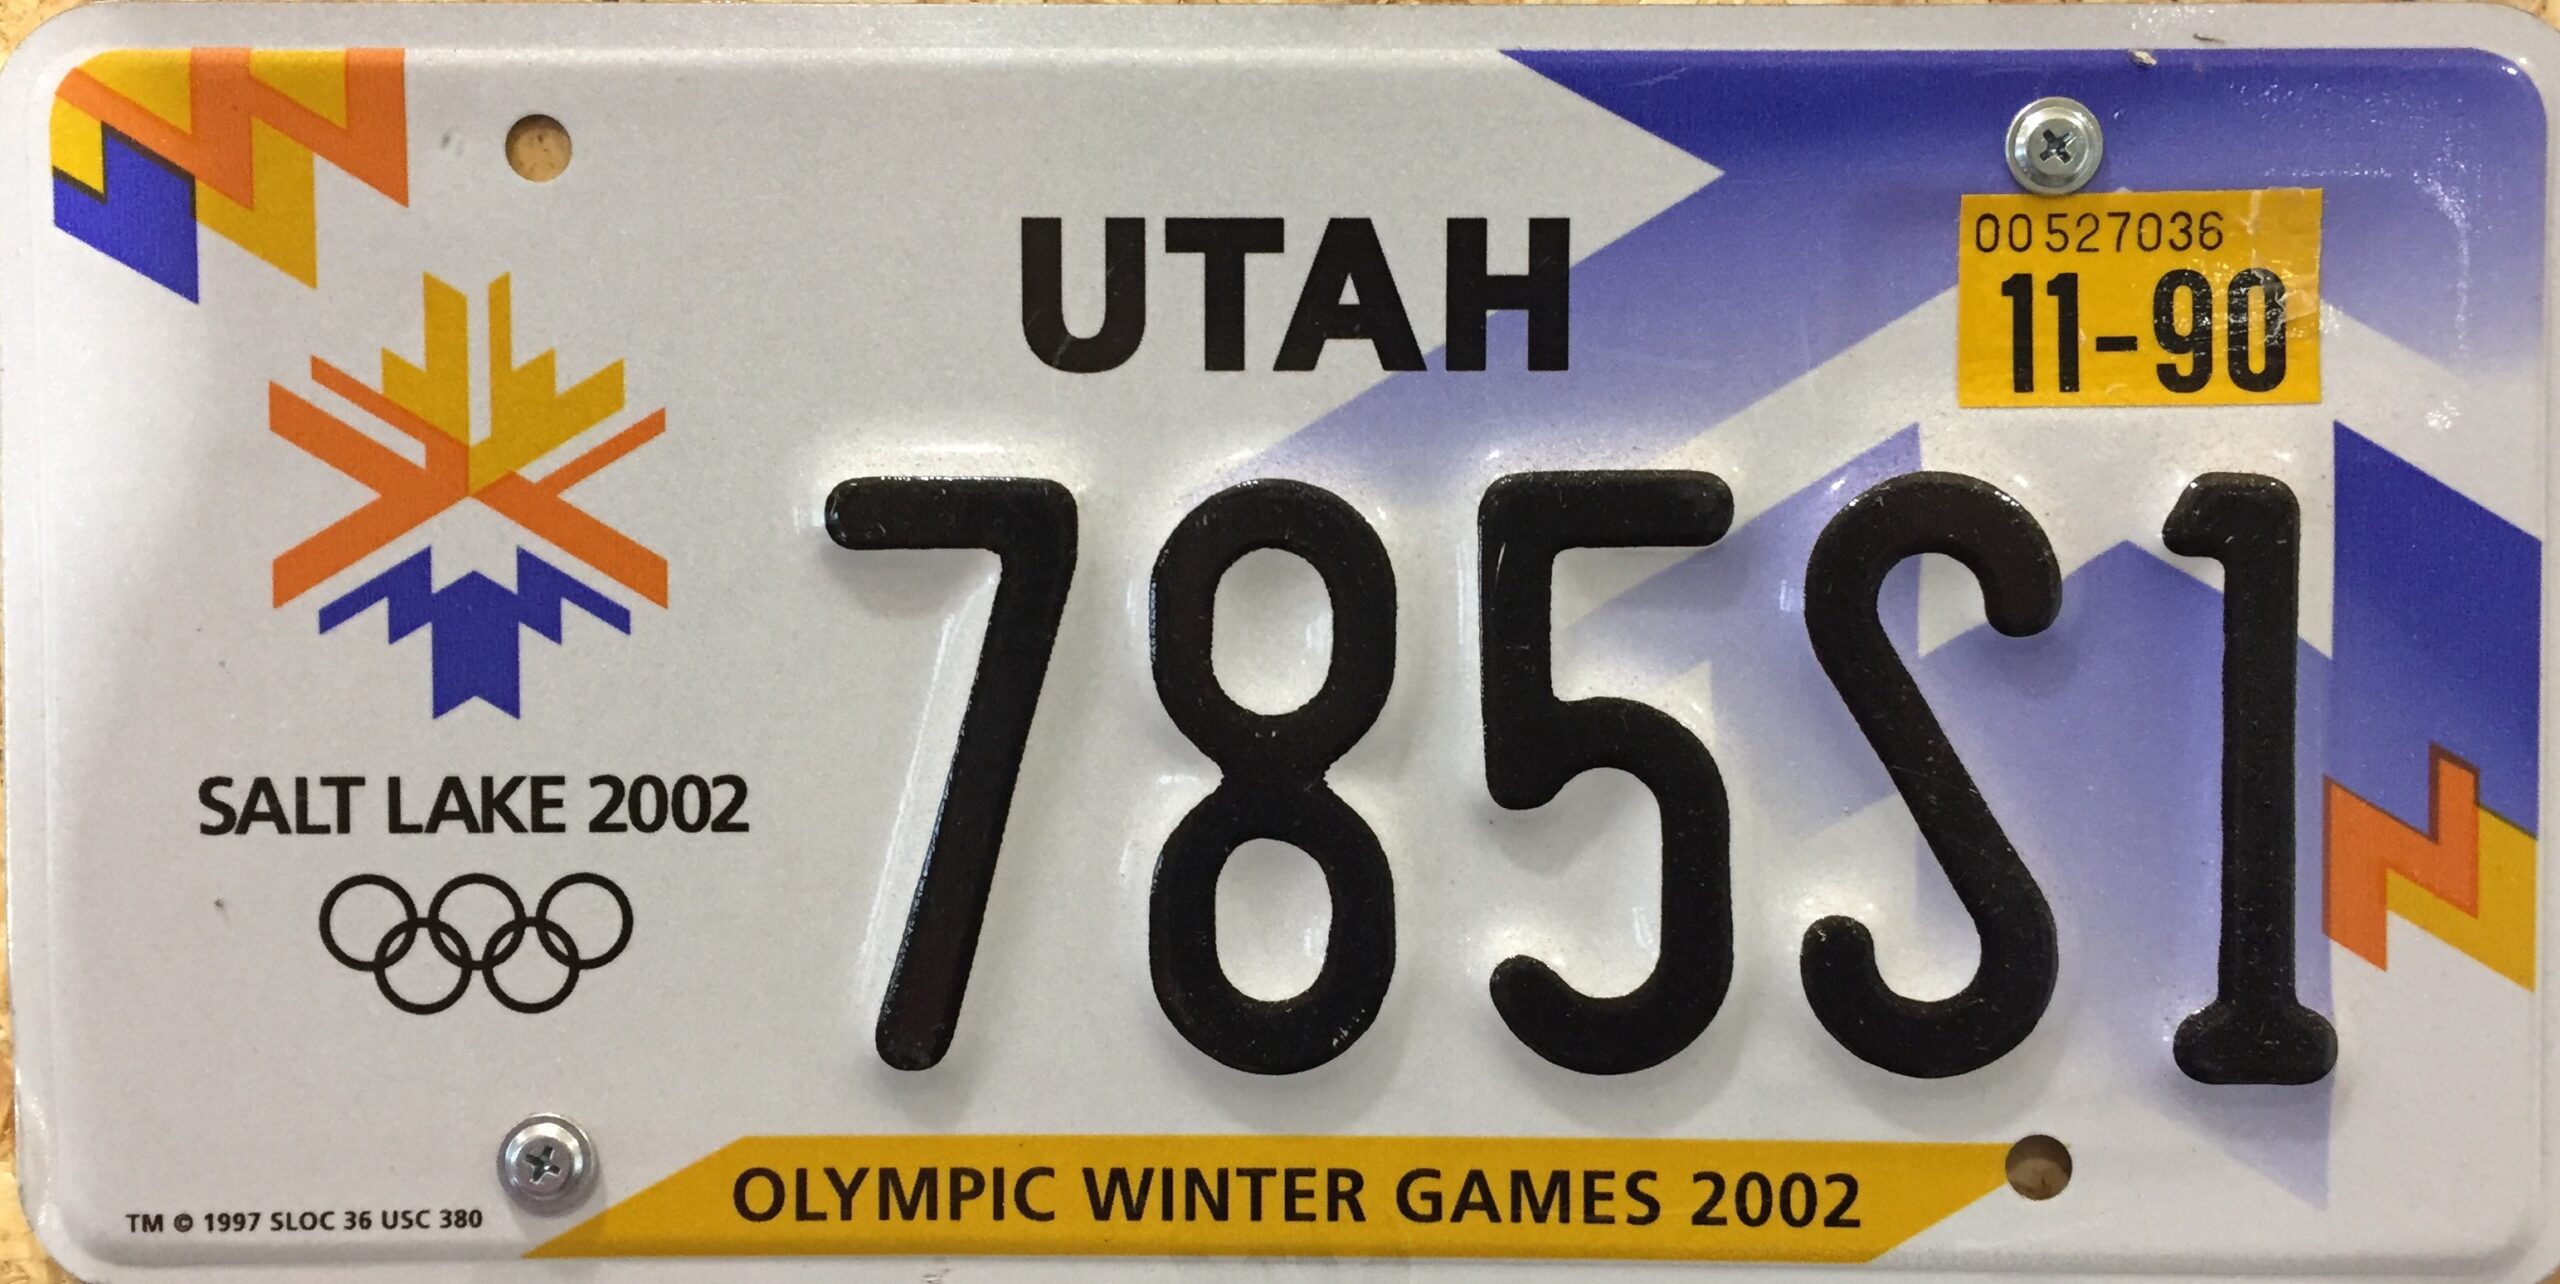 UTAH
00527036
11-90
785S1
SALT LAKE 2002
OLYMPIC WINTER GAMES 2002
TM © 1997 SLOC 36 USC 380